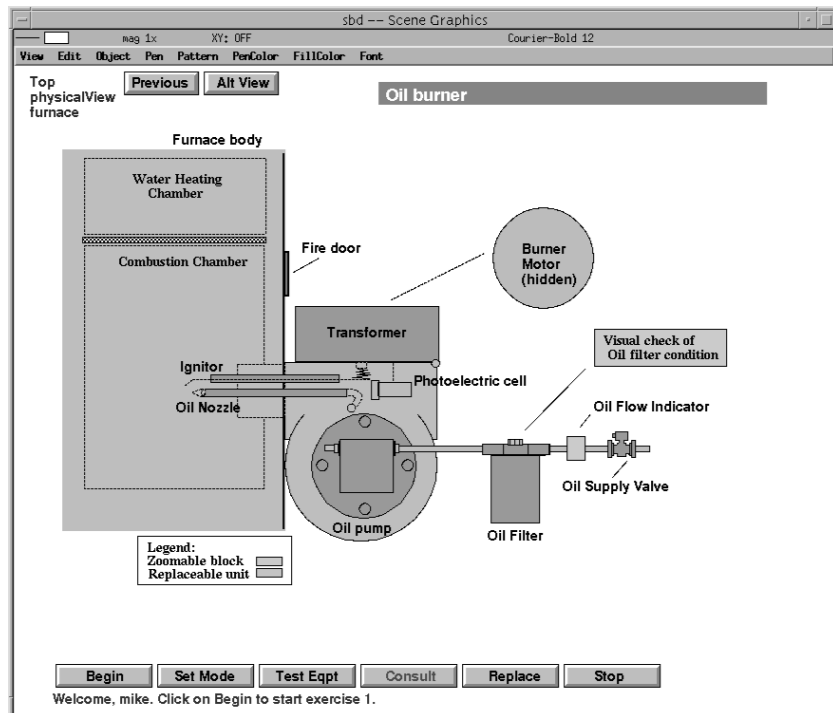 sbd -- Scene Graphics
mag 1x XY: OFF Courier-Bold 12
View Edit Object Pen Pattern PenColor FillColor Font
Top
physicalView
furnace
Previous Alt View
Oil burner
Furnace body
Water Heating
Chamber
Fire door
Combustion Chamber
Burner
Motor
(hidden)
Transformer
Visual check of
Oil filter condition
Ignitor
Photoelectric cell
Oil Nozzle
Oil Flow Indicator
Oil Supply Valve
Oil pump
Oil Filter
Legend:
Zoomable block
Replaceable unit
Begin Set Mode Test Eqpt Consult Replace Stop
Welcome, mike. Click on Begin to start exercise 1.